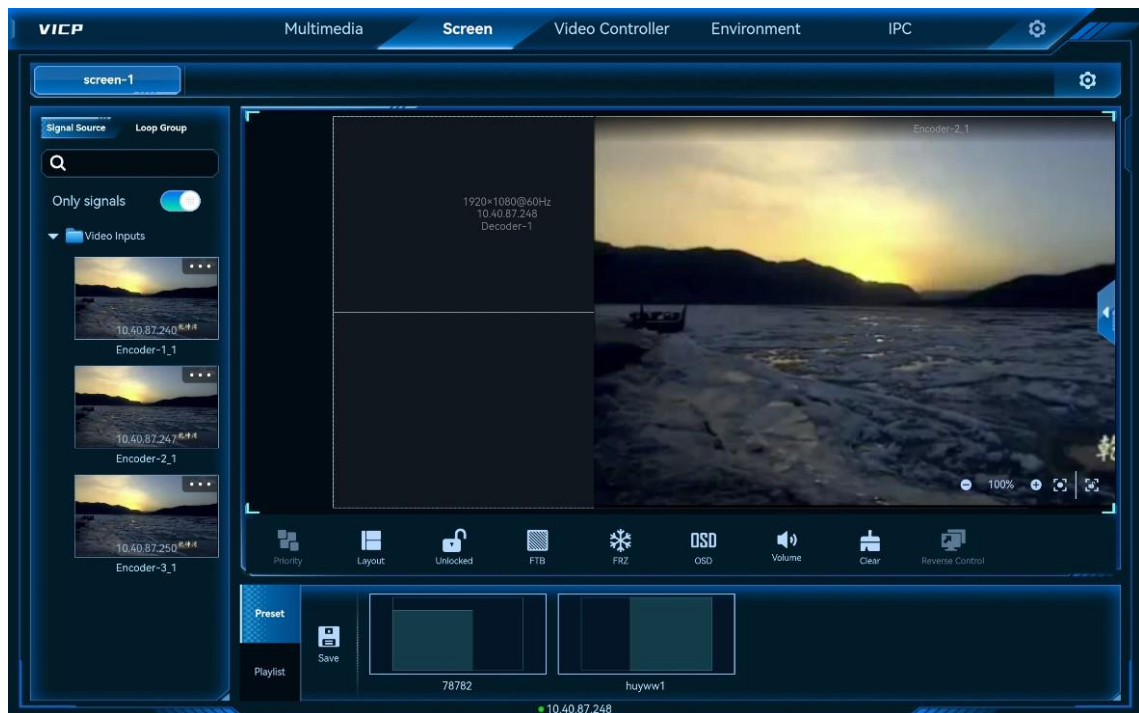 VICP
Multimedia
Screen
Video Controller
Environment
IPC
screen-1
Signal Source
Loop Group
Only signals
Video Inputs
10.40.87.240
Encoder-1_1
10.40.87.247
Encoder-2_1
10.40.87.250
Encoder-3_1
Encoder-2_1
1920×1080@60Hz
10.40.87.248
Decoder-1
乾
100%
Priority
Layout
Unlocked
FTB
FRZ
OSD
OSD
Volume
Clear
Reverse Control
Preset
Playlist
Save
78782
huyww1
10.40.87.248